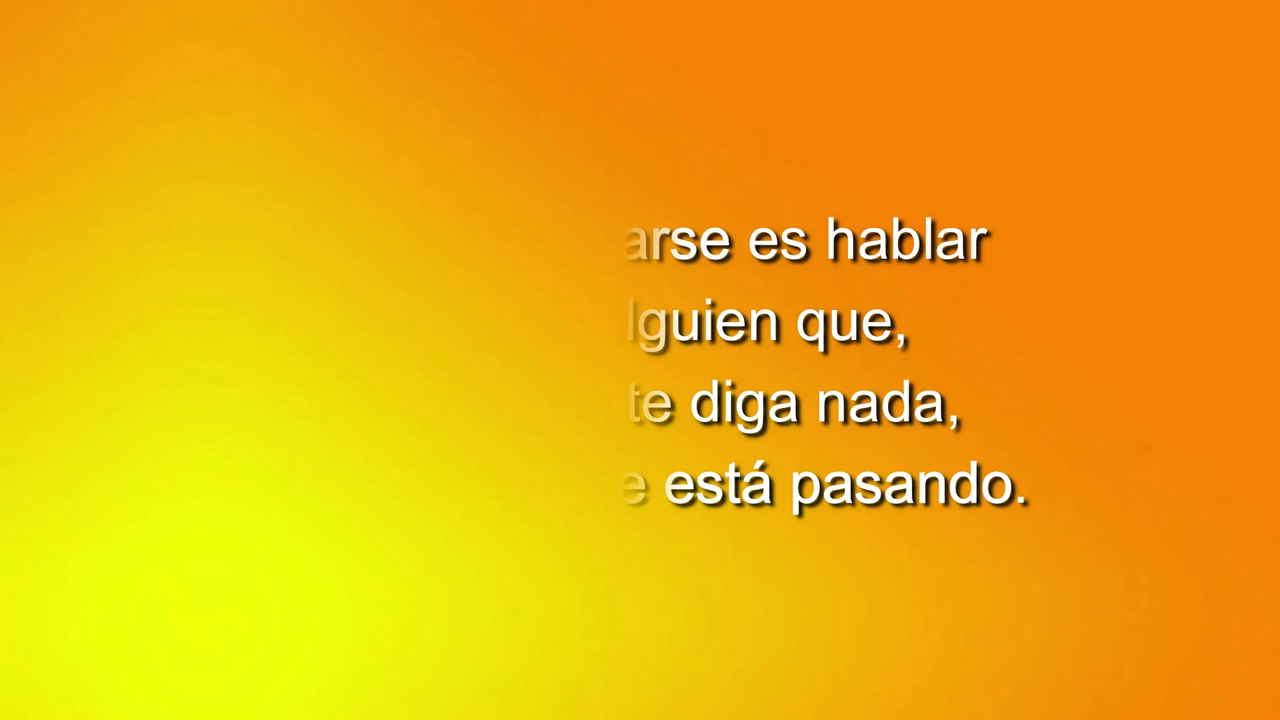 arse es hablar
lguien que,
te diga nada,
e está pasando.